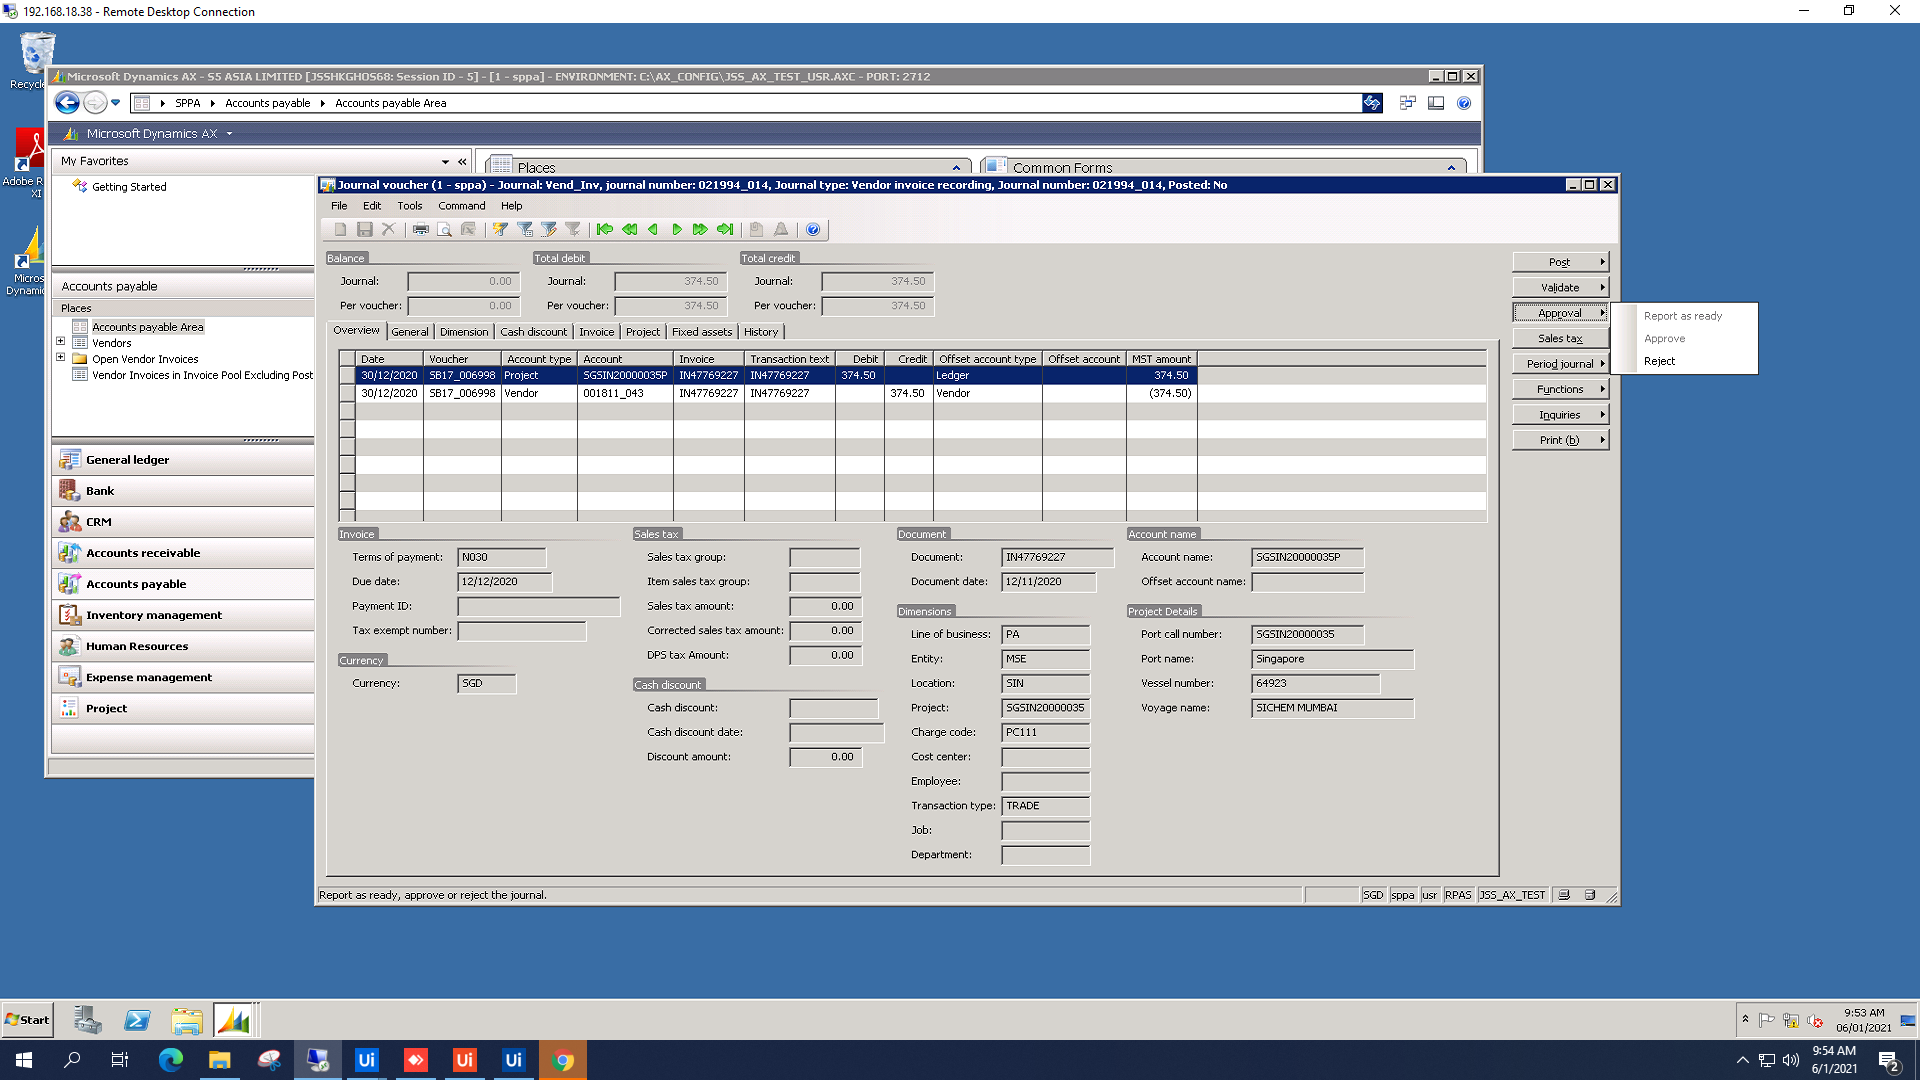 192.168.18.38 - Remote Desktop Connection
Microsoft Dynamics AX - S5 ASIA LIMITED [JSSHKGHOS68: Session ID - 5] - [1 - sppa] - ENVIRONMENT: C:\AX_CONFIG\JSS_AX_TEST_USR.AXC - PORT: 2712
Recycle
SPPA Accounts payable Accounts payable Area
Microsoft Dynamics AX
My Favorites
Places
Common Forms
Getting Started
Adobe R
XI
Micros
Dynamic
Journal voucher (1 - sppa) - Journal: Vend_Inv, journal number: 021994_014, Journal type: Vendor invoice recording, Journal number: 021994_014, Posted: No
File Edit Tools Command Help
Balance
Total debit
Total credit
Journal: 0.00 Journal: 374.50 Journal: 374.50
Per voucher: 0.00 Per voucher: 374.50 Per voucher: 374.50
Overview General Dimension Cash discount Invoice Project Fixed assets History
Date Voucher Account type Account Invoice Transaction text Debit Credit Offset account type Offset account MST amount
30/12/2020 SB17_006998 Project SGSIN20000035P IN47769227 IN47769227 374.50 Ledger 374.50
30/12/2020 SB17_006998 Vendor 001811_043 IN47769227 IN47769227 374.50 Vendor (374.50)
Post
Validate
Approval
Sales tax
Period journal
Functions
Inquiries
Print (b)
Report as ready
Approve
Reject
Accounts payable
Places
Accounts payable Area
Vendors
Open Vendor Invoices
Vendor Invoices in Invoice Pool Excluding Post
General ledger
Bank
CRM
Accounts receivable
Accounts payable
Inventory management
Human Resources
Expense management
Project
Invoice
Terms of payment: N030
Due date: 12/12/2020
Payment ID:
Tax exempt number:
Currency
Currency: SGD
Sales tax
Sales tax group:
Item sales tax group:
Sales tax amount: 0.00
Corrected sales tax amount: 0.00
DPS tax Amount: 0.00
Cash discount
Cash discount:
Cash discount date:
Discount amount: 0.00
Document
Document: IN47769227
Document date: 12/11/2020
Dimensions
Line of business: PA
Entity: MSE
Location: SIN
Project: SGSIN20000035
Charge code: PC111
Cost center:
Employee:
Transaction type: TRADE
Job:
Department:
Account name
Account name: SGSIN20000035P
Offset account name:
Project Details
Port call number: SGSIN20000035
Port name: Singapore
Vessel number: 64923
Voyage name: SICHEM MUMBAI
Report as ready, approve or reject the journal.
SGD sppa usr RPAS JSS_AX_TEST
Start
9:53 AM
06/01/2021
Ui Ui Ui
9:54 AM
6/1/2021
2